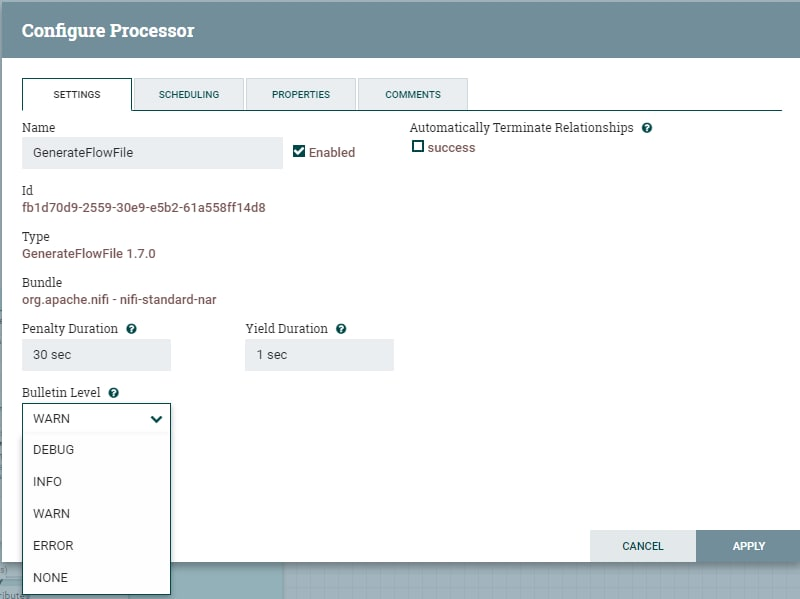 Configure Processor
SETTINGS SCHEDULING PROPERTIES COMMENTS
Name
GenerateFlowFile
Enabled
Automatically Terminate Relationships ?
success
Id
fb1d70d9-2559-30e9-e5b2-61a558ff14d8
Type
GenerateFlowFile 1.7.0
Bundle
org.apache.nifi - nifi-standard-nar
Penalty Duration ? Yield Duration ?
30 sec 1 sec
Bulletin Level ?
WARN
DEBUG
INFO
WARN
ERROR
NONE
CANCEL APPLY